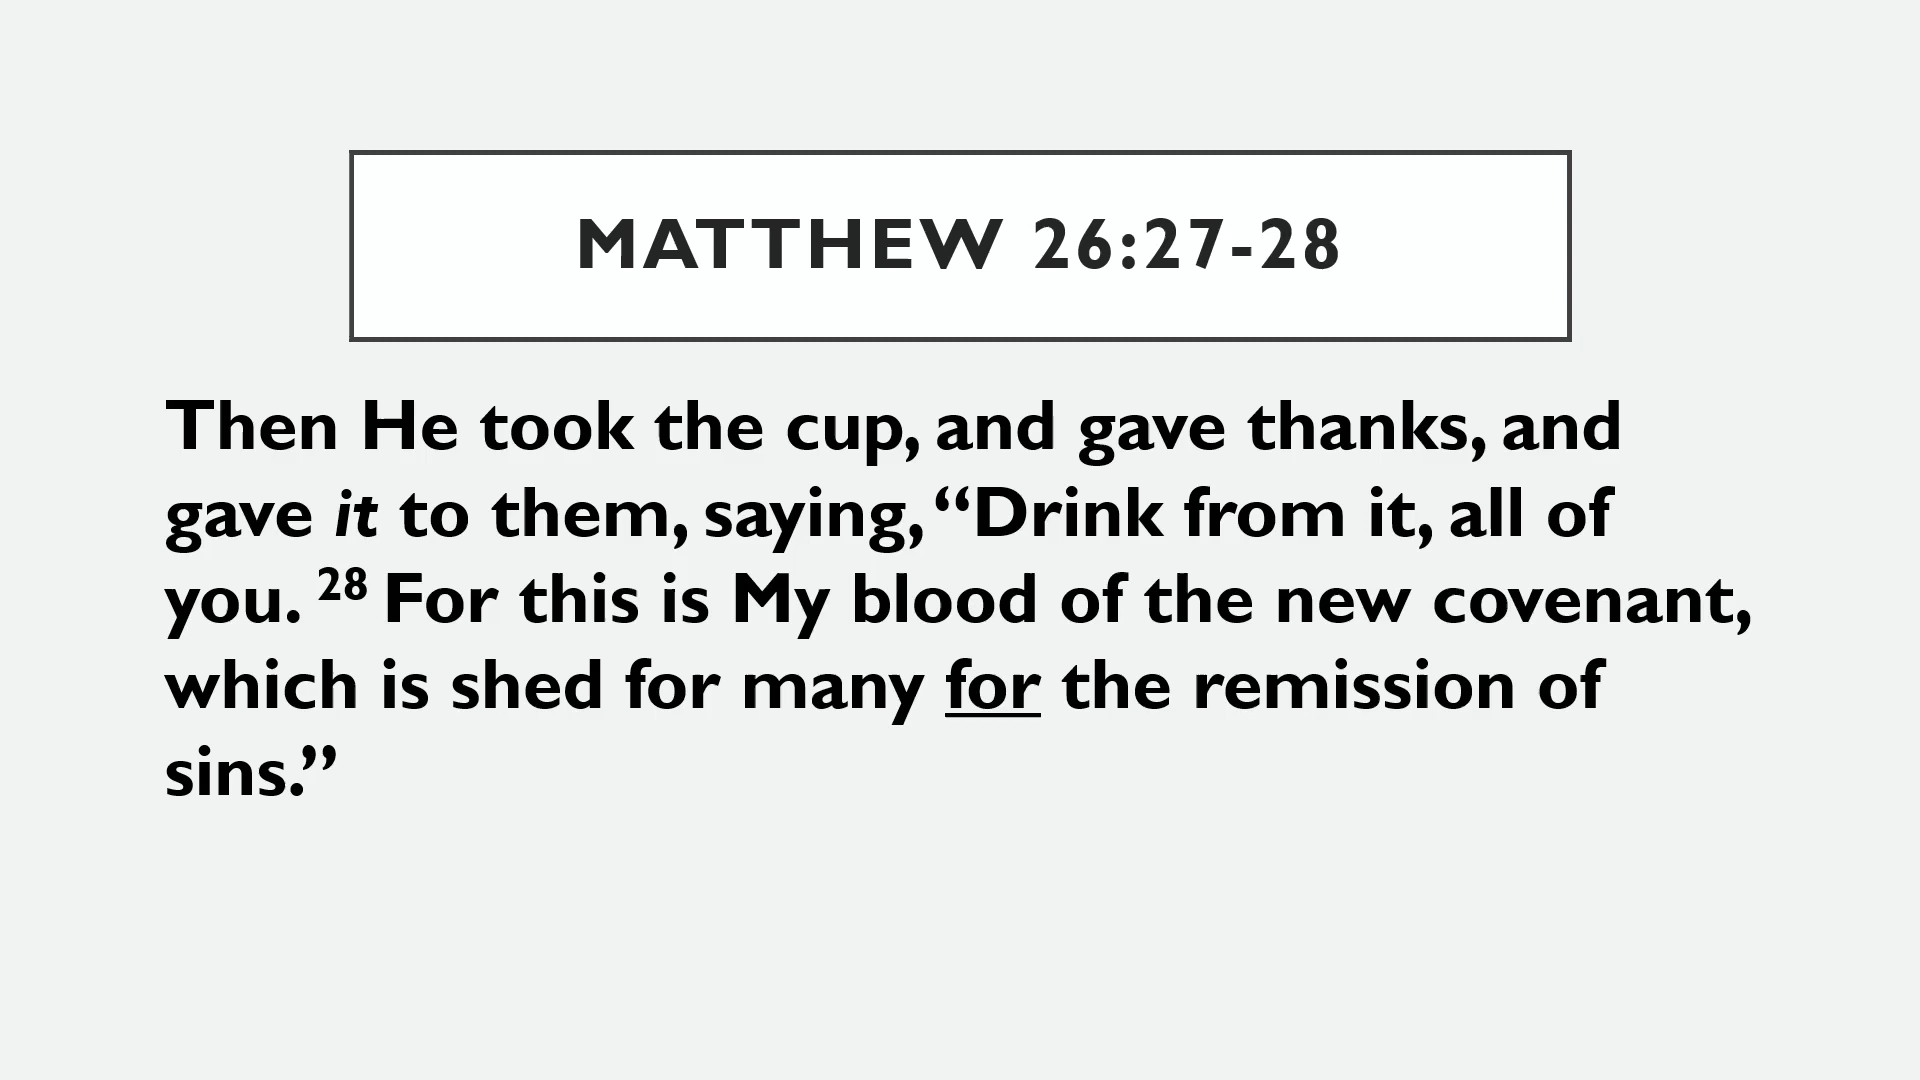 MATTHEW 26:27-28
Then He took the cup, and gave thanks, and
gave it to them, saying, “Drink from it, all of
you. 28 For this is My blood of the new covenant,
which is shed for many for the remission of
sins.”